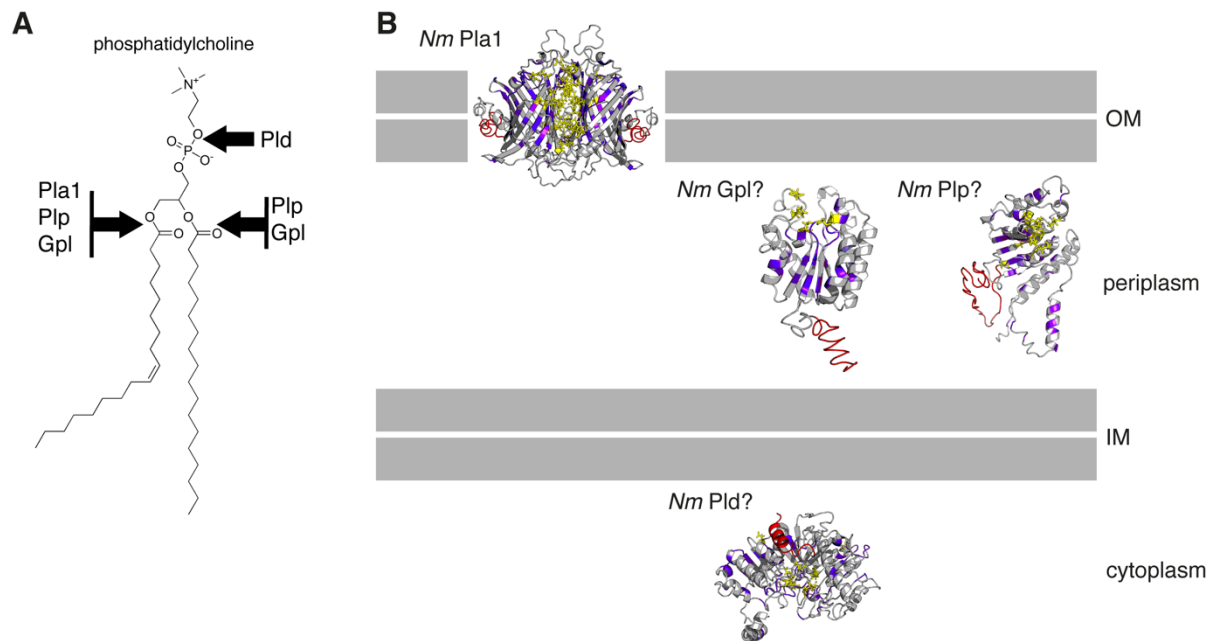 A
phosphatidylcholine
N+
O
O P O-
O
Pld
Pla1
Plp
Gpl
O O
O O
Plp
Gpl
B
Nm Pla1
OM
Nm Gpl?
Nm Plp?
periplasm
IM
Nm Pld?
cytoplasm